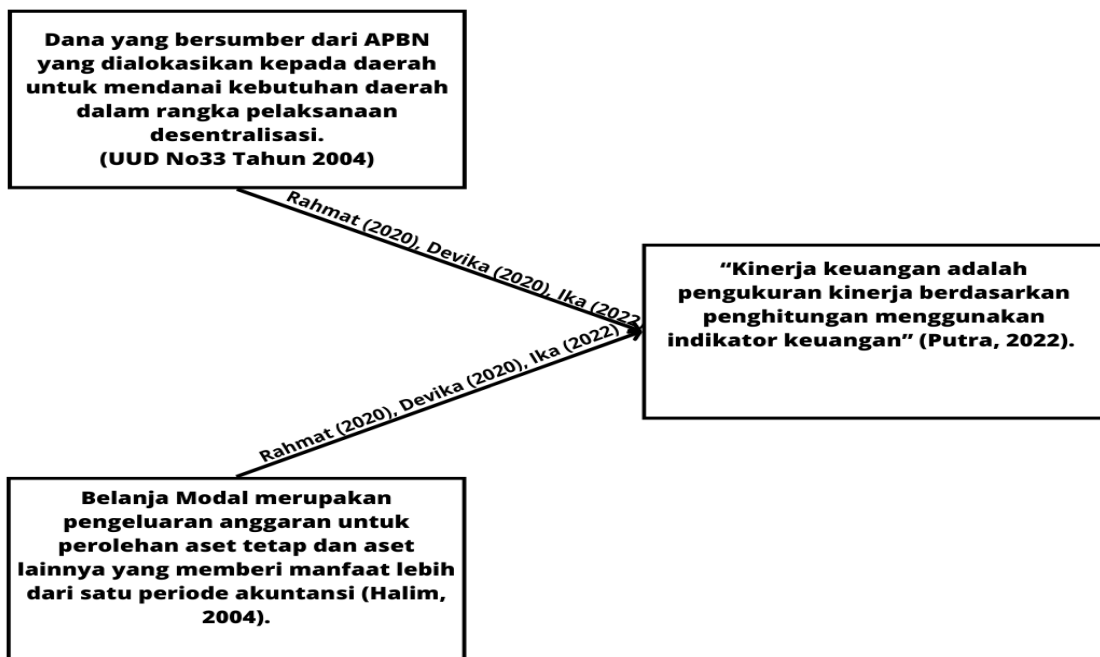 Dana yang bersumber dari APBN
yang dialokasikan kepada daerah
untuk mendanai kebutuhan daerah
dalam rangka pelaksanaan
desentralisasi.
(UUD No33 Tahun 2004)
Rahmat (2020), Devika (2020), Ika (2022
“Kinerja keuangan adalah
pengukuran kinerja berdasarkan
penghitungan menggunakan
indikator keuangan” (Putra, 2022).
Rahmat (2020), Devika (2020), Ika (2022)
Belanja Modal merupakan
pengeluaran anggaran untuk
perolehan aset tetap dan aset
lainnya yang memberi manfaat lebih
dari satu periode akuntansi (Halim,
2004).